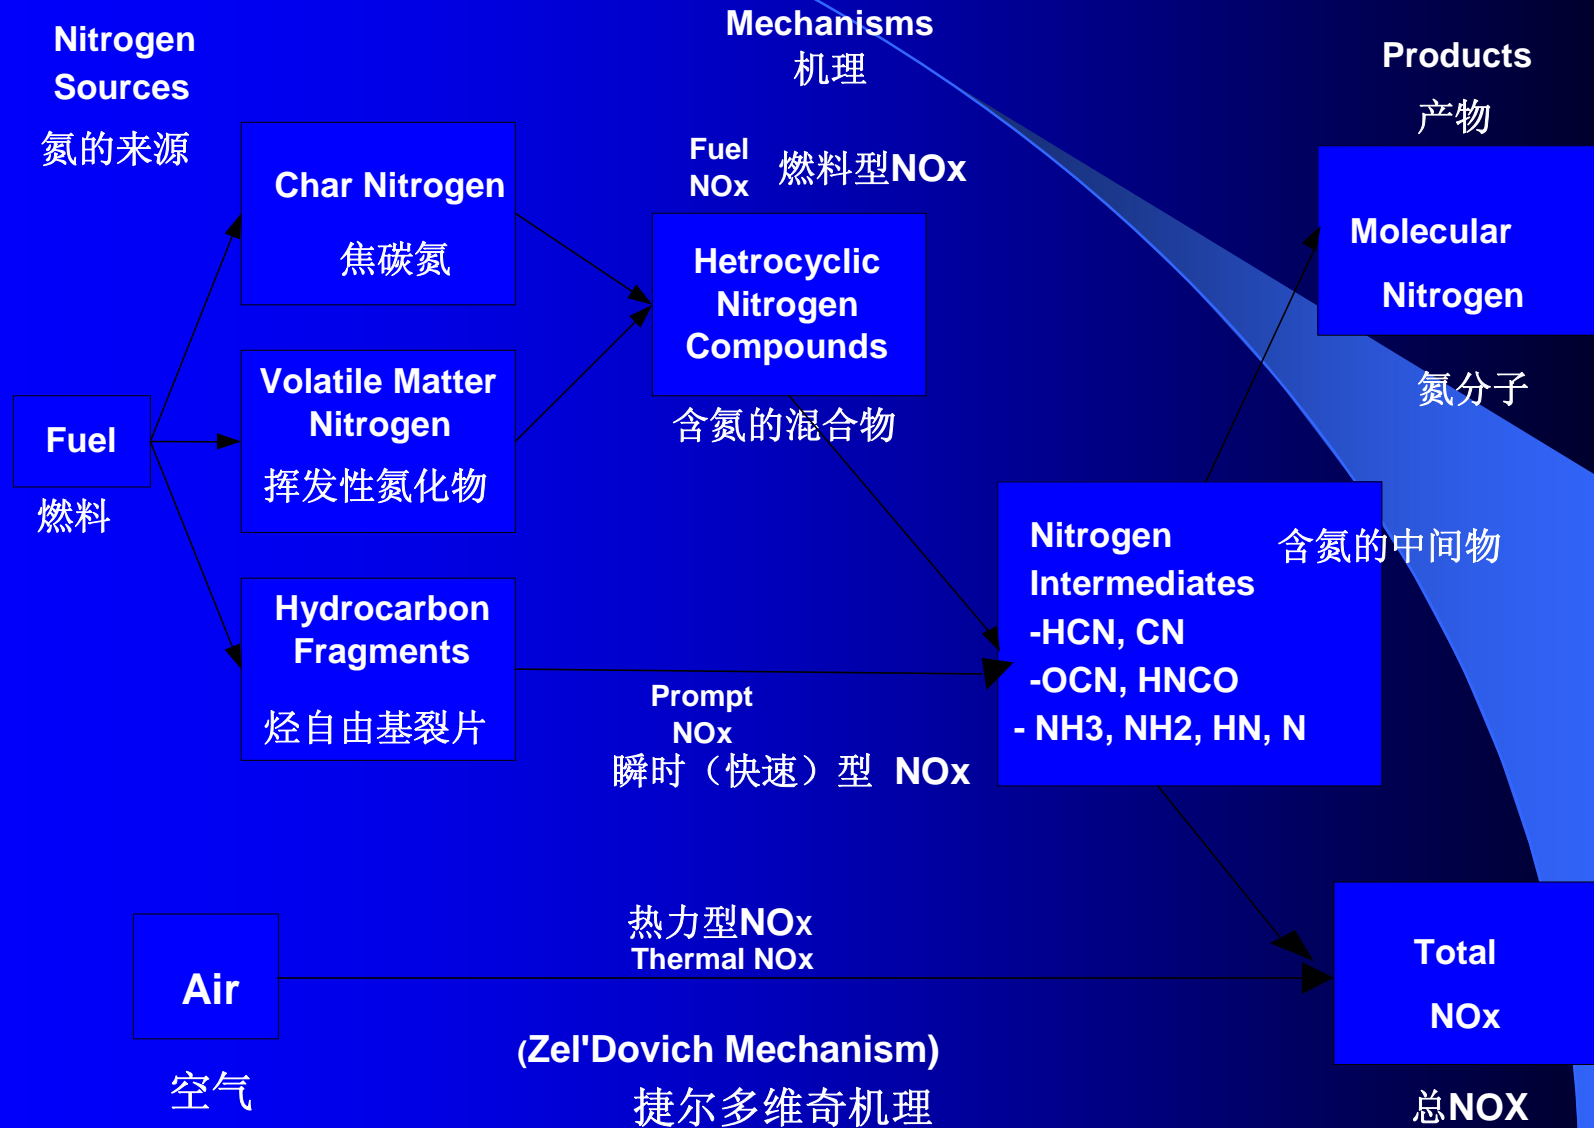 Nitrogen
Sources
氮的来源
Mechanisms
机理
Products
产物
Char Nitrogen
焦碳氮
Fuel
NOx
燃料型NOx
Hetrocyclic
Nitrogen
Compounds
含氮的混合物
Molecular
Nitrogen
氮分子
Volatile Matter
Nitrogen
挥发性氮化物
Fuel
燃料
Nitrogen
Intermediates
-HCN, CN
-OCN, HNCO
- NH3, NH2, HN, N
含氮的中间物
Hydrocarbon
Fragments
烃自由基裂片
Prompt
NOx
瞬时（快速）型 NOx
热力型NOx
Thermal NOx
Air
空气
(Zel'Dovich Mechanism)
捷尔多维奇机理
Total
NOx
总NOX